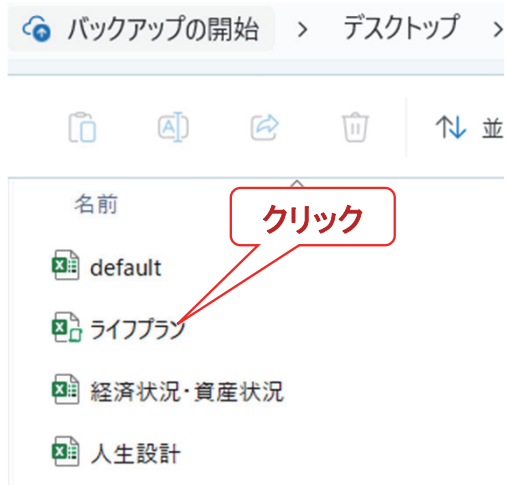 バックアップの開始 > デスクトップ >
並
名前
クリック
default
ライフプラン
経済状況・資産状況
人生設計